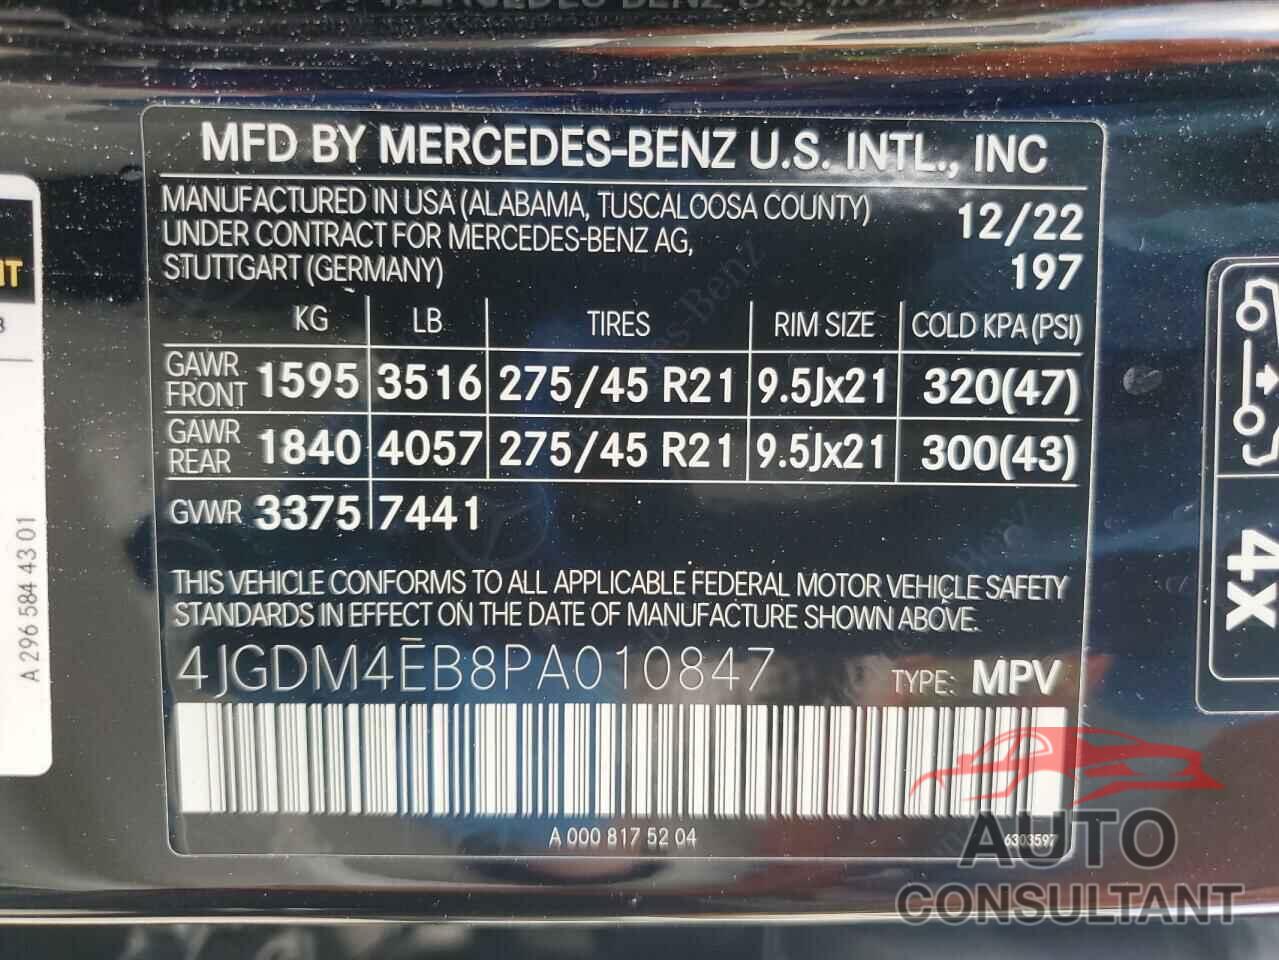 MFD BY MERCEDES-BENZ U.S. INTL., INC
MANUFACTURED IN USA (ALABAMA, TUSCALOOSA COUNTY) 12/22
UNDER CONTRACT FOR MERCEDES-BENZ AG,
STUTTGART (GERMANY) 197
KG LB TIRES RIM SIZE COLD KPA (PSI)
GAWR FRONT 1595 3516 275/45 R21 9.5Jx21 320(47)
GAWR REAR 1840 4057 275/45 R21 9.5Jx21 300(43)
GVWR 3375 7441
THIS VEHICLE CONFORMS TO ALL APPLICABLE FEDERAL MOTOR VEHICLE SAFETY
STANDARDS IN EFFECT ON THE DATE OF MANUFACTURE SHOWN ABOVE.
4JGDM4EB8PA010847 TYPE: MPV
A 000 817 52 04
6303597
A 296 584 43 01
4x
AUTO
CONSULTANT